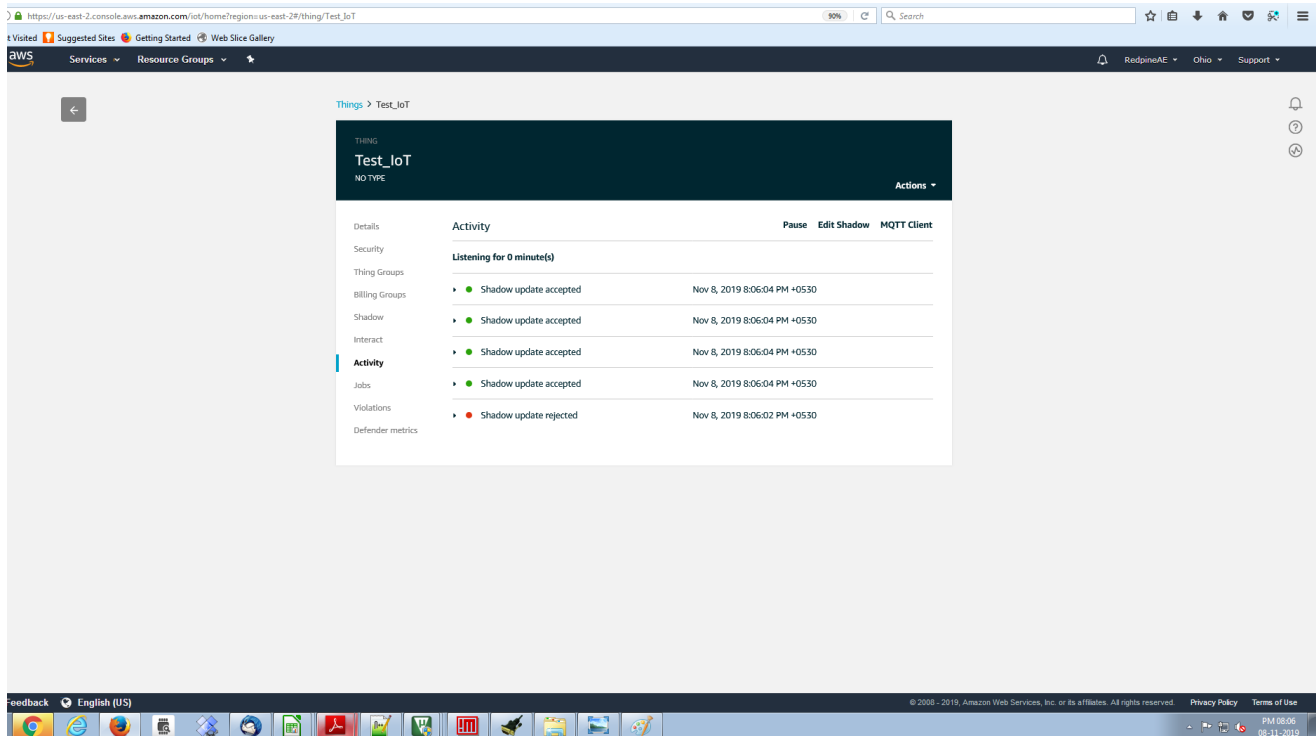 https://us-east-2.console.aws.amazon.com/iot/home?region=us-east-2#/thing/Test_IoT 90% Search
t Visited Suggested Sites Getting Started Web Slice Gallery
aws Services Resource Groups RedpineAE Ohio Support
Things > Test_IoT
THING
Test_IoT
NO TYPE
Actions
Details
Security
Thing Groups
Billing Groups
Shadow
Interact
Activity
Jobs
Violations
Defender metrics
Activity Pause Edit Shadow MQTT Client
Listening for 0 minute(s)
Shadow update accepted Nov 8, 2019 8:06:04 PM +0530
Shadow update accepted Nov 8, 2019 8:06:04 PM +0530
Shadow update accepted Nov 8, 2019 8:06:04 PM +0530
Shadow update accepted Nov 8, 2019 8:06:04 PM +0530
Shadow update rejected Nov 8, 2019 8:06:02 PM +0530
Feedback English (US) © 2008 - 2019, Amazon Web Services, Inc. or its affiliates. All rights reserved. Privacy Policy Terms of Use
PM 08:06
08-11-2019